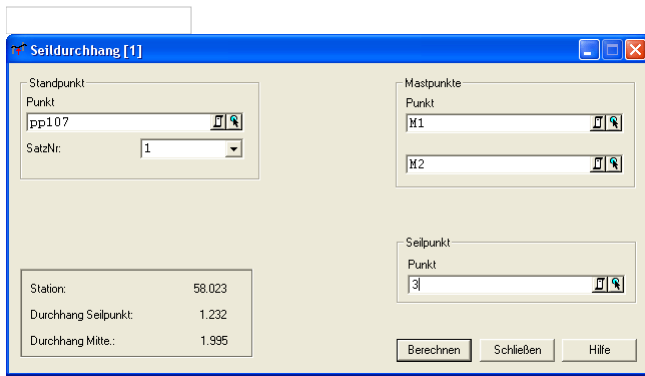 Seildurchhang [1]
Standpunkt
Punkt
pp107
SatzNr: 1
Mastpunkte
Punkt
M1
M2
Seilpunkt
Punkt
3
Station: 58.023
Durchhang Seilpunkt: 1.232
Durchhang Mitte.: 1.995
Berechnen Schließen Hilfe